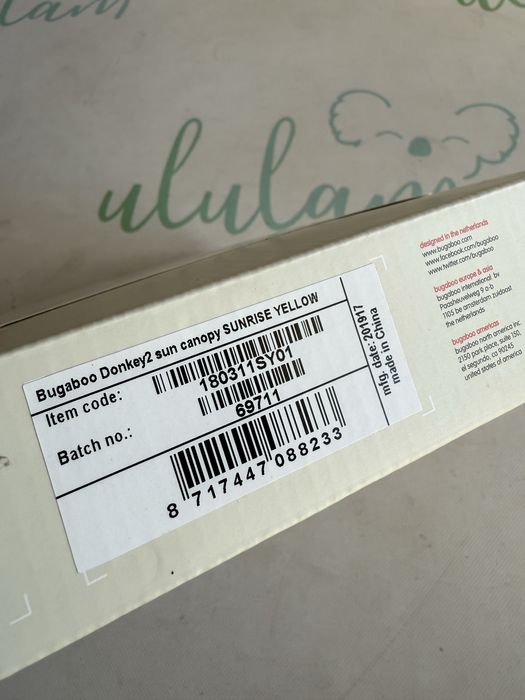 ululam
Bugaboo Donkey2 sun canopy SUNRISE YELLOW
Item code:
180311SY01
Batch no.:
69711
8 717447 088233
mfg. date: 201917
made in China
designed in the netherlands
www.bugaboo.com
www.facebook.com/bugaboo
www.twitter.com/bugaboo
bugaboo europe & asia
bugaboo international bv
Paasheuvelweg 9 a-b
1105 be amsterdam zuidoost
the netherlands
bugaboo americas
bugaboo north america inc.
2150 park place, suite 150,
el segundo, ca 90245
united states of america